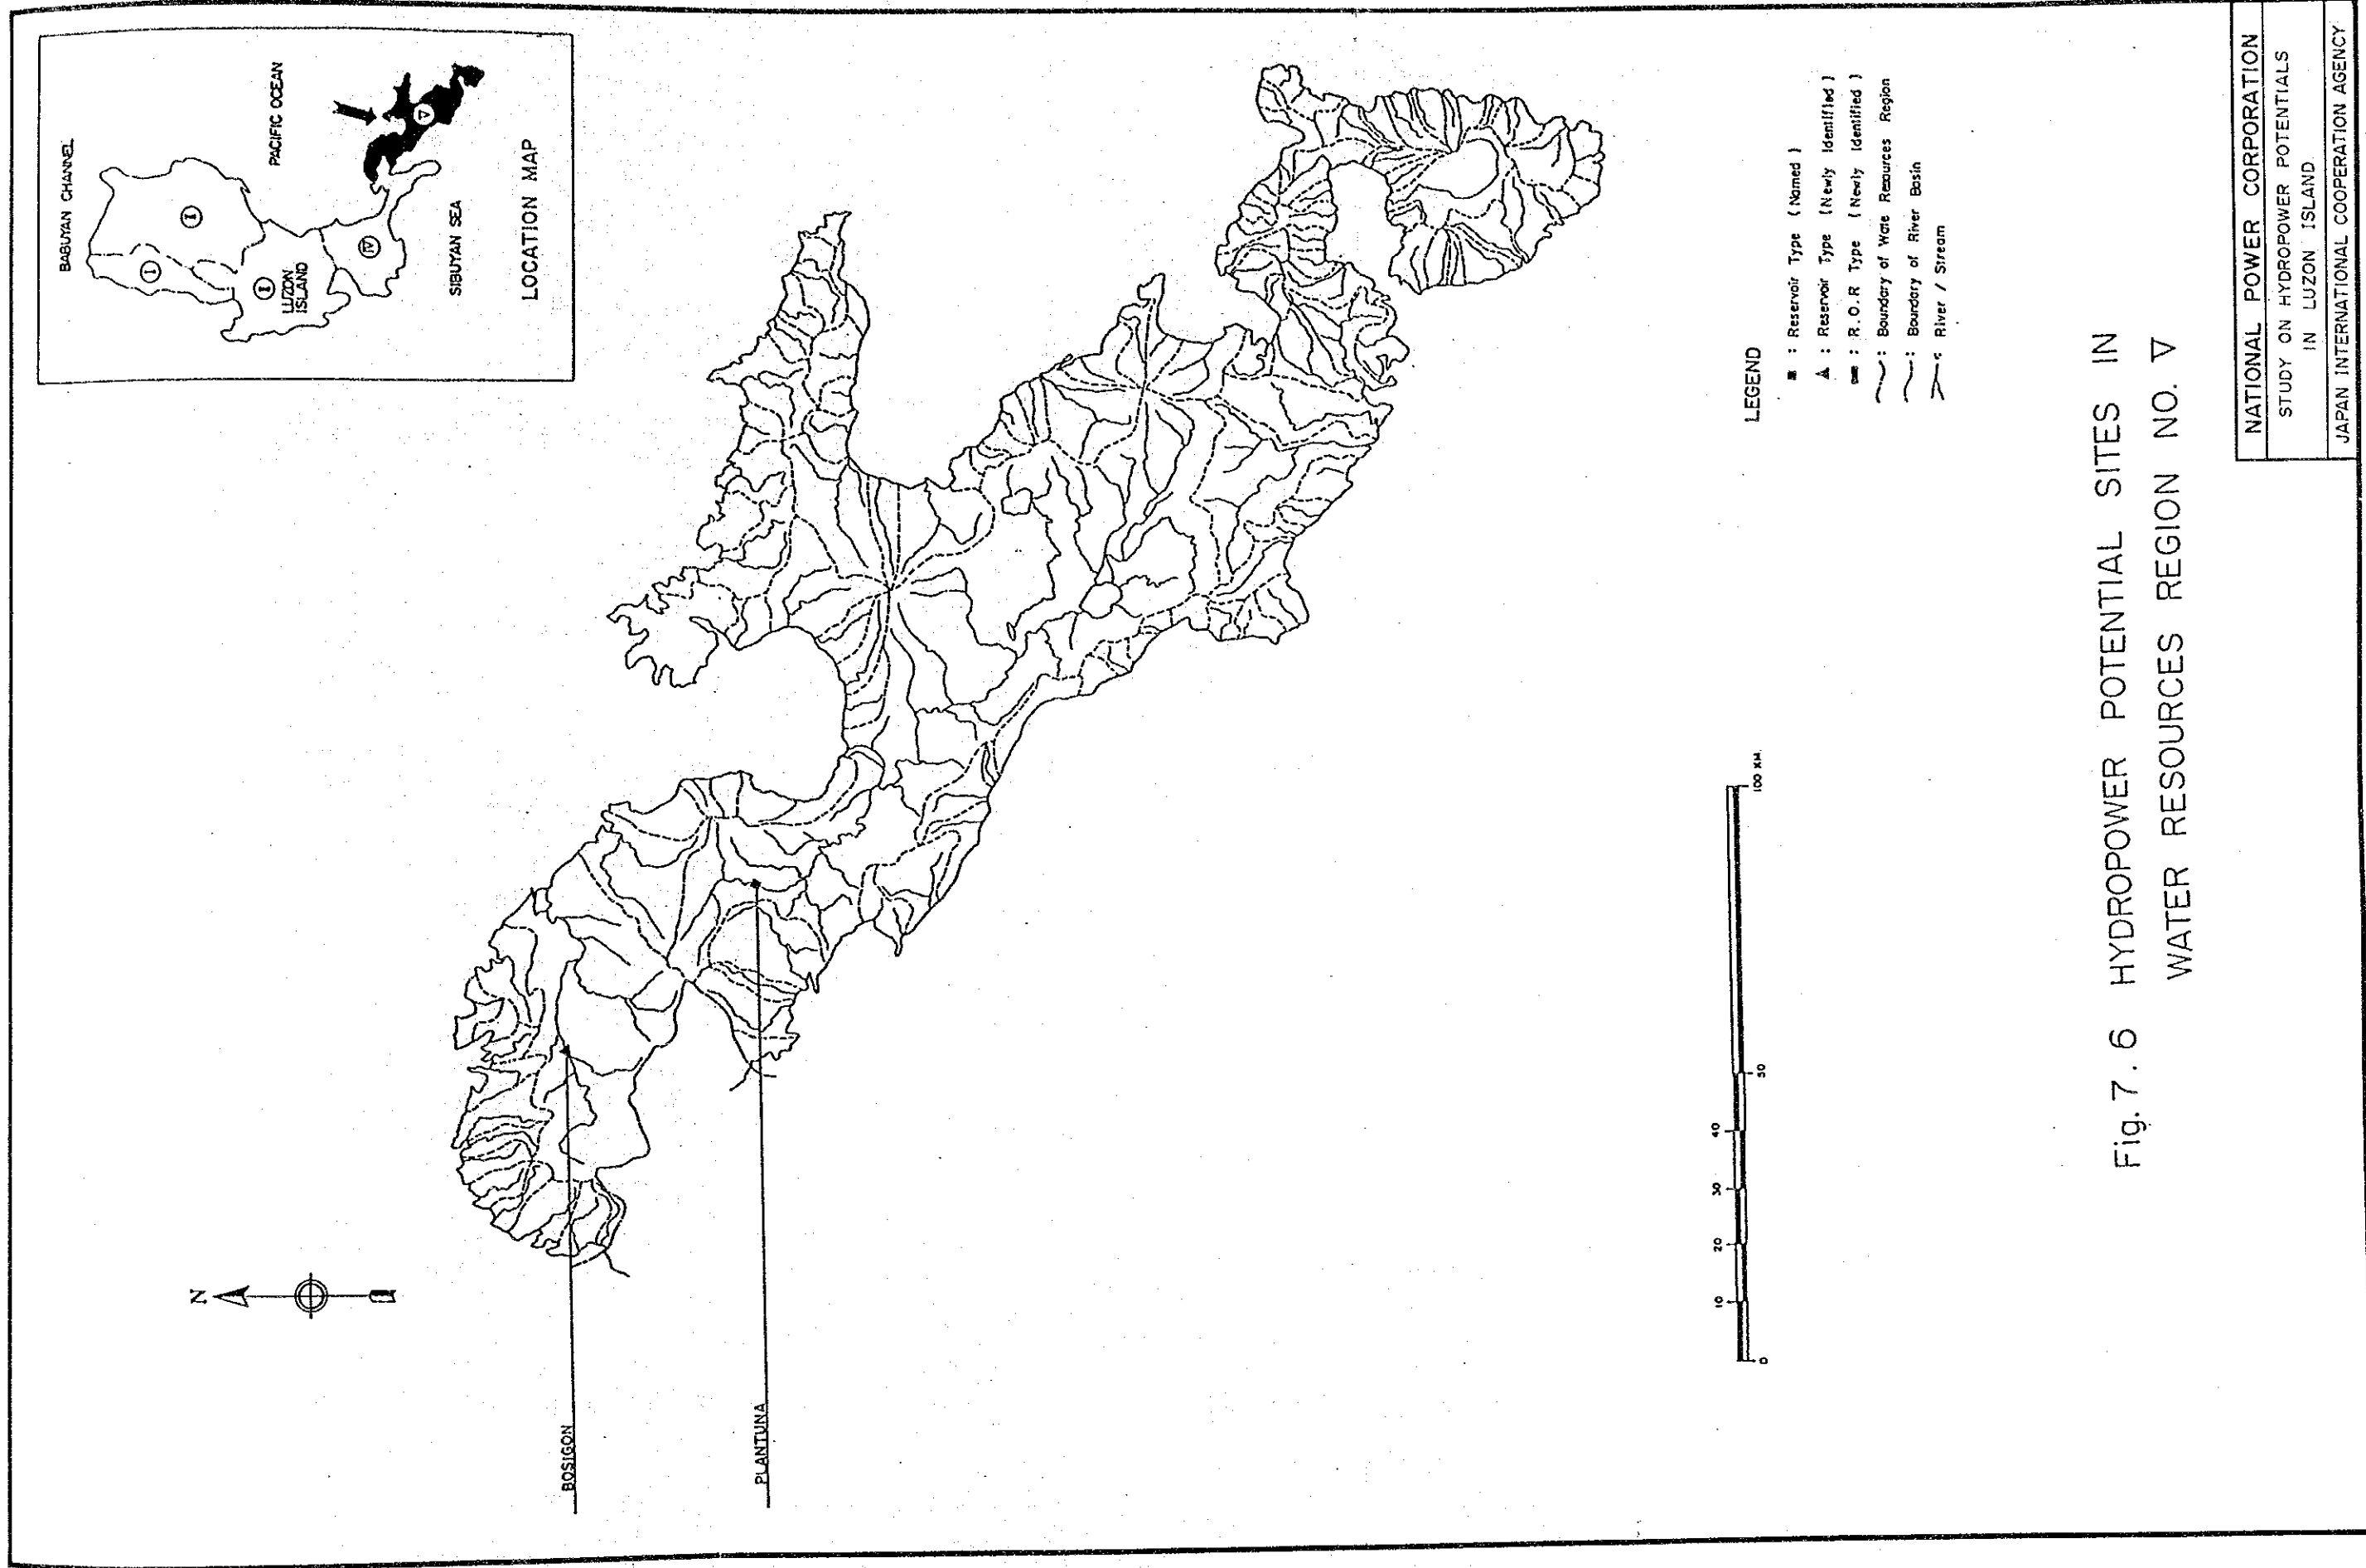 BABUYAN CHANNEL
PACIFIC OCEAN
I
I
I
LUZON
ISLAND
IV
V
SIBUYAN SEA
LOCATION MAP
N
BOSIGON
PLANTUNA
LEGEND
: Reservoir Type ( Named )
: Reservoir Type ( Newly Identified )
: R.O.R Type ( Newly Identified )
: Boundary of Wate Resources Region
: Boundary of River Basin
: River / Stream
0 10 20 30 40 50 100 KM.
Fig. 7. 6 HYDROPOWER POTENTIAL SITES IN
WATER RESOURCES REGION NO. V
NATIONAL POWER CORPORATION
STUDY ON HYDROPOWER POTENTIALS
IN LUZON ISLAND
JAPAN INTERNATIONAL COOPERATION AGENCY